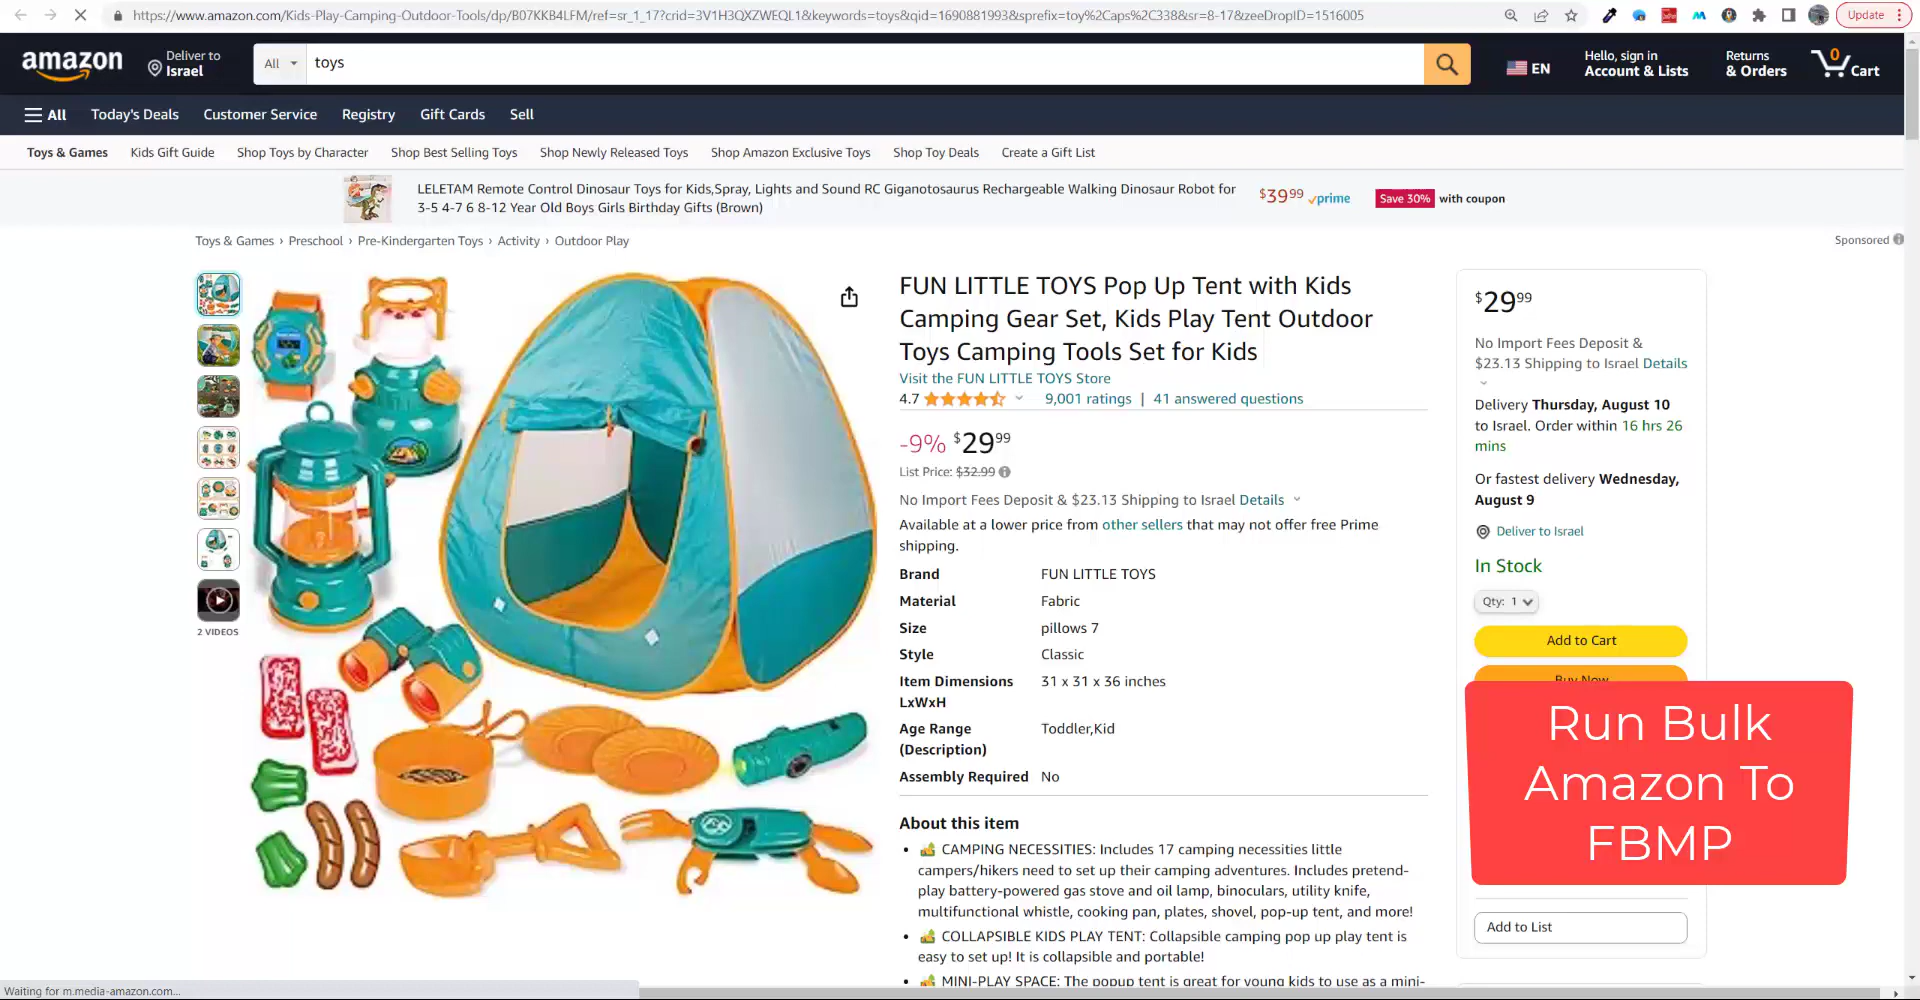 https://www.amazon.com/Kids-Play-Camping-Outdoor-Tools/dp/B07KKB4LFM/ref=sr_1_17?crid=3V1H3QXZWEQL1&keywords=toys&qid=1690881993&sprefix=toy%2Caps%2C338&sr=8-17&zeeDropID=1516005
Update
amazon
Deliver to
Israel
All
toys
EN
Hello, sign in
Account & Lists
Returns
& Orders
0
Cart
All
Today's Deals
Customer Service
Registry
Gift Cards
Sell
Toys & Games
Kids Gift Guide
Shop Toys by Character
Shop Best Selling Toys
Shop Newly Released Toys
Shop Amazon Exclusive Toys
Shop Toy Deals
Create a Gift List
LELETAM Remote Control Dinosaur Toys for Kids,Spray, Lights and Sound RC Giganotosaurus Rechargeable Walking Dinosaur Robot for
3-5 4-7 6 8-12 Year Old Boys Girls Birthday Gifts (Brown)
$39.99 prime
Save 30% with coupon
Toys & Games › Preschool › Pre-Kindergarten Toys › Activity › Outdoor Play
Sponsored
2 VIDEOS
FUN LITTLE TOYS Pop Up Tent with Kids
Camping Gear Set, Kids Play Tent Outdoor
Toys Camping Tools Set for Kids
Visit the FUN LITTLE TOYS Store
4.7 9,001 ratings | 41 answered questions
-9% $29.99
List Price: $32.99
No Import Fees Deposit & $23.13 Shipping to Israel Details
Available at a lower price from other sellers that may not offer free Prime
shipping.
Brand FUN LITTLE TOYS
Material Fabric
Size pillows 7
Style Classic
Item Dimensions 31 x 31 x 36 inches
LxWxH
Age Range Toddler,Kid
(Description)
Assembly Required No
About this item
• CAMPING NECESSITIES: Includes 17 camping necessities little
campers/hikers need to set up their camping adventures. Includes pretend-
play battery-powered gas stove and oil lamp, binoculars, utility knife,
multifunctional whistle, cooking pan, plates, shovel, pop-up tent, and more!
• COLLAPSIBLE KIDS PLAY TENT: Collapsible camping pop up play tent is
easy to set up! It is collapsible and portable!
• MINI-PLAY SPACE: The popup tent is great for young kids to use as a mini-
$29.99
No Import Fees Deposit &
$23.13 Shipping to Israel Details
Delivery Thursday, August 10
to Israel. Order within 16 hrs 26
mins
Or fastest delivery Wednesday,
August 9
Deliver to Israel
In Stock
Qty: 1
Add to Cart
Buy Now
Run Bulk
Amazon To
FBMP
Add to List
Waiting for m.media-amazon.com...